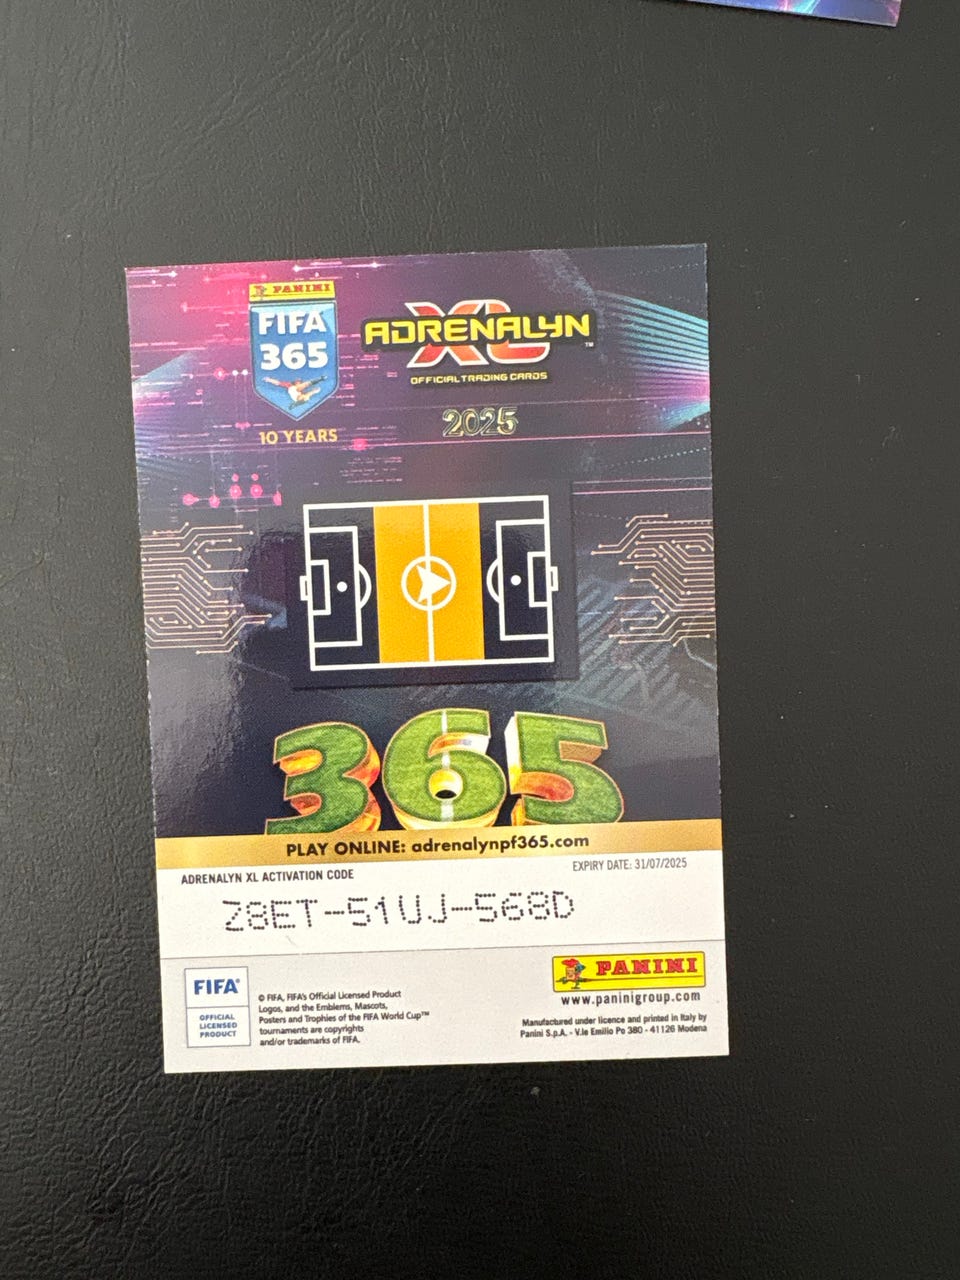 PANINI
FIFA
365
10 YEARS
XL
ADRENALYN™
OFFICIAL TRADING CARDS
2025
365
PLAY ONLINE: adrenalynpf365.com
ADRENALYN XL ACTIVATION CODE
EXPIRY DATE: 31/07/2025
Z8ET-51UJ-568D
FIFA®
OFFICIAL
LICENSED
PRODUCT
© FIFA, FIFA's Official Licensed Product
Logos, and the Emblems, Mascots,
Posters and Trophies of the FIFA World Cup™
tournaments are copyrights
and/or trademarks of FIFA.
PANINI
www.paninigroup.com
Manufactured under licence and printed in Italy by
Panini S.p.A. - V.le Emilio Po 380 - 41126 Modena